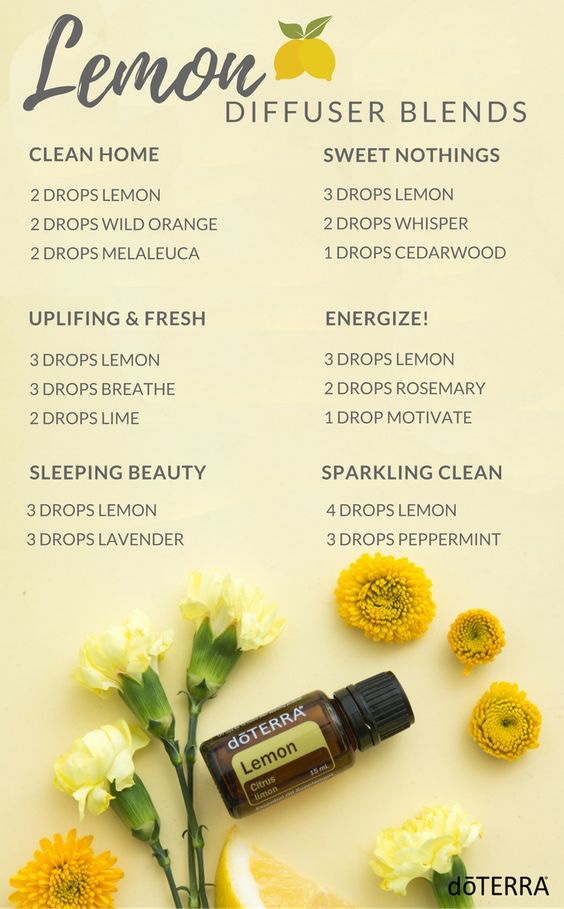 Lemon
DIFFUSER BLENDS
CLEAN HOME
2 DROPS LEMON
2 DROPS WILD ORANGE
2 DROPS MELALEUCA
SWEET NOTHINGS
3 DROPS LEMON
2 DROPS WHISPER
1 DROPS CEDARWOOD
UPLIFING & FRESH
3 DROPS LEMON
3 DROPS BREATHE
2 DROPS LIME
ENERGIZE!
3 DROPS LEMON
2 DROPS ROSEMARY
1 DROP MOTIVATE
SLEEPING BEAUTY
3 DROPS LEMON
3 DROPS LAVENDER
SPARKLING CLEAN
4 DROPS LEMON
3 DROPS PEPPERMINT
dōTERRA
Lemon
Citrus
limon
15 mL
Essential Oil Supplement
dōTERRA®